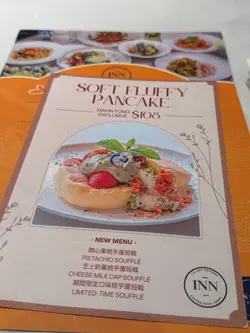 INN
SOFT FLUFFY
PANCAKE
KWUN TONG
EXCLUSIVE $108
· NEW MENU ·
開心果梳乎厘班戟
PISTACHIO SOUFFLÉ
芝士奶蓋梳乎厘班戟
CHEESE MILK CAP SOUFFLÉ
期間限定口味梳乎厘班戟
LIMITED-TIME SOUFFLÉ
INN